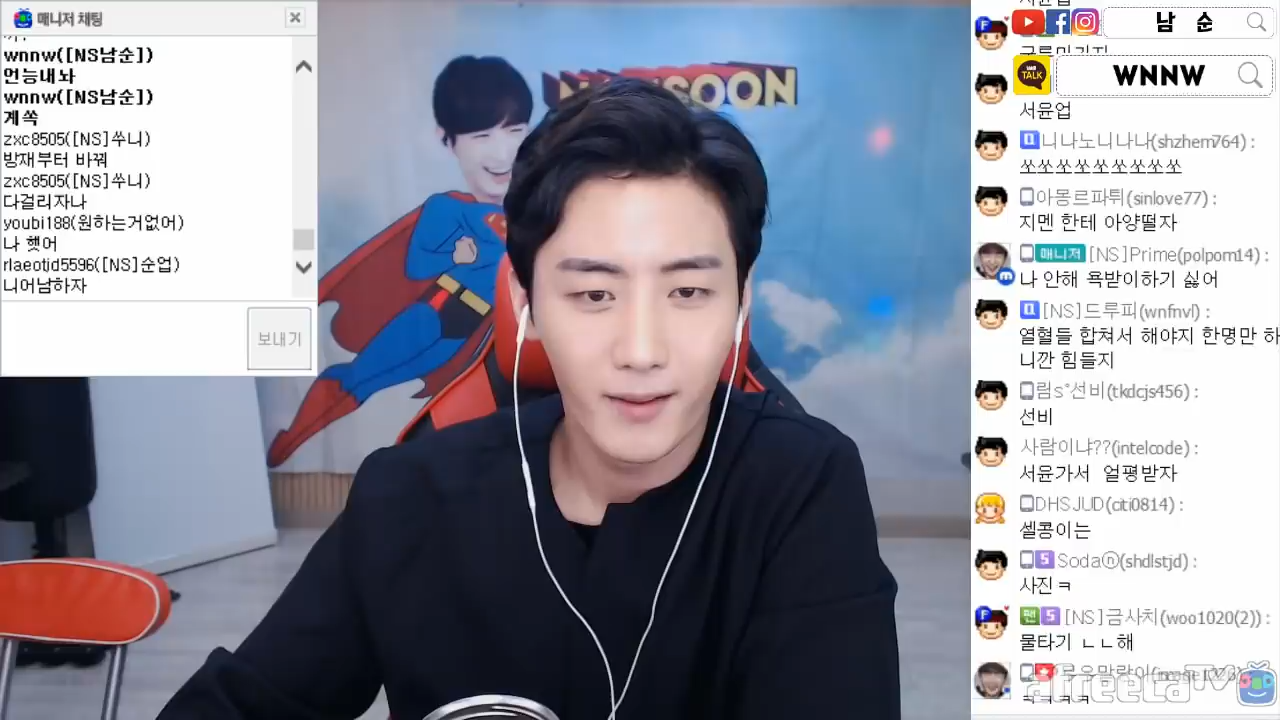 매니저 채팅
wnnw([NS남순])
언능내놔
wnnw([NS남순])
계쏙
zxc8505([NS]쑤니)
방재부터 바꿔
zxc8505([NS]쑤니)
다걸리자나
youbi188(원하는거없어)
나 햇어
rlaeotjd5596([NS]순업)
니어남하자
보내기
SOON
남 순
TALK
WNNW
서윤업
니나노니나나(shzhem764) :
쏘쏘쏘쏘쏘쏘쏘쏘쏘
아몽르파튀(sinlove77) :
지멘 한테 아양떨자
매니저 [NS]Prime(polpom14) :
나 안해 욕받이하기 싫어
[NS]드루피(wnfnvl) :
열혈들 합쳐서 해야지 한명만 하
니깐 힘들지
림s°선비(tkdcjs456) :
선비
사람이냐??(intelcode) :
서윤가서 얼평받자
DHSJUD(citi0814) :
셀콩이는
S Sodaⓝ(shdlstjd) :
사진ㅋ
팬 S [NS]금사치(woo1020(2)) :
물타기 ㄴㄴ해
afreecaTV
ㅋㅋㅋㅋ